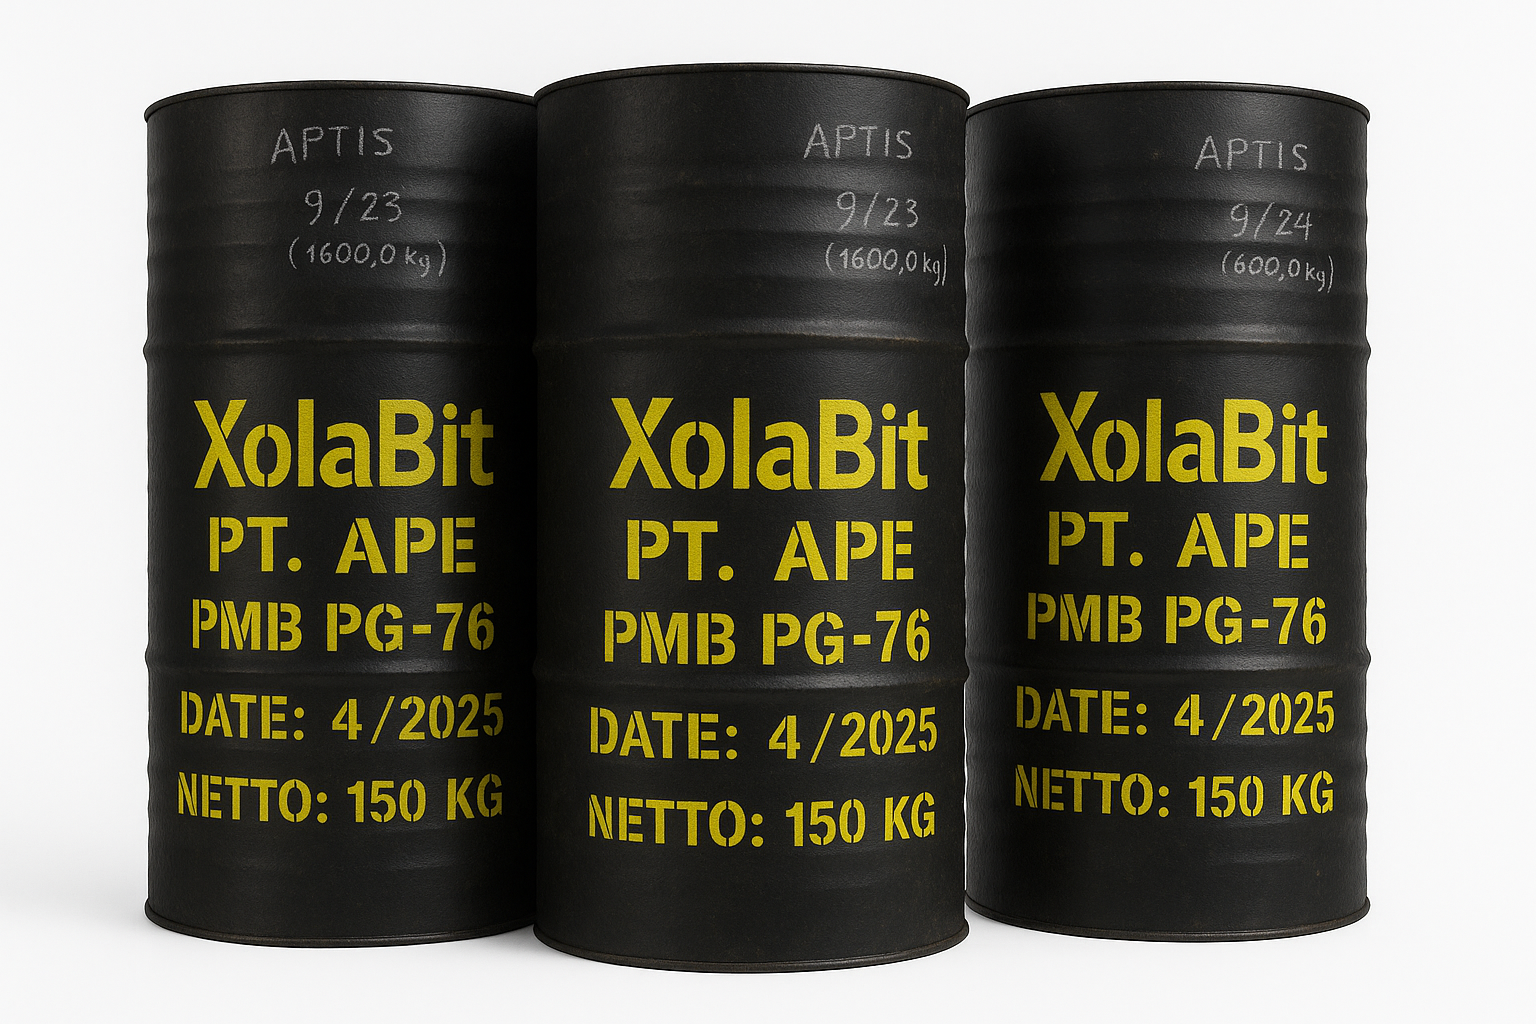 APTIS
9/23
(1600,0 kg)
XolaBit
PT. APE
PMB PG-76
DATE: 4/2025
NETTO: 150 KG
APTIS
9/23
(1600,0 kg)
XolaBit
PT. APE
PMB PG-76
DATE: 4/2025
NETTO: 150 KG
APTIS
9/24
(600,0 kg)
XolaBit
PT. APE
PMB PG-76
DATE: 4/2025
NETTO: 150 KG